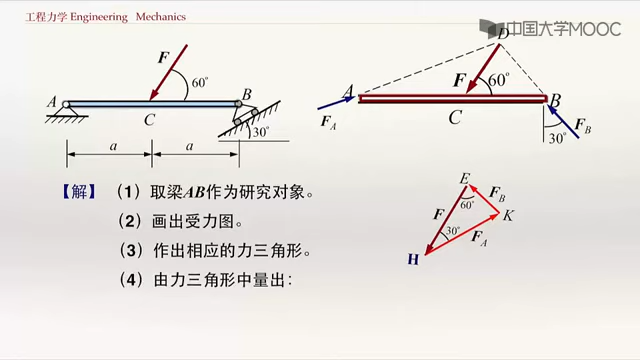 工程力学 Engineering Mechanics
中国大学MOOC
F
60°
A
B
C
30°
a
a
D
A
F
60°
B
C
F_A
F_B
30°
【解】 （1）取梁AB作为研究对象。
（2）画出受力图。
（3）作出相应的力三角形。
（4）由力三角形中量出：
E
F_B
60°
F
K
30°
F_A
H